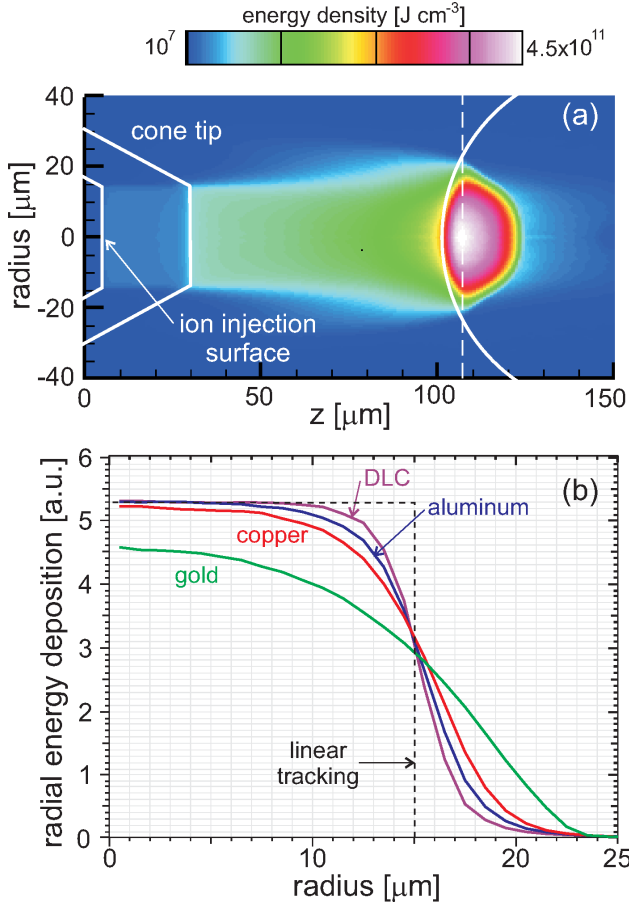 energy density [J cm⁻³]
10⁷
4.5x10¹¹
(a)
cone tip
ion injection
surface
radius [μm]
40
20
0
-20
-40
0
50
100
150
z [μm]
(b)
DLC
aluminum
copper
gold
linear
tracking
radial energy deposition [a.u.]
6
5
4
3
2
1
0
0
10
20
25
radius [μm]